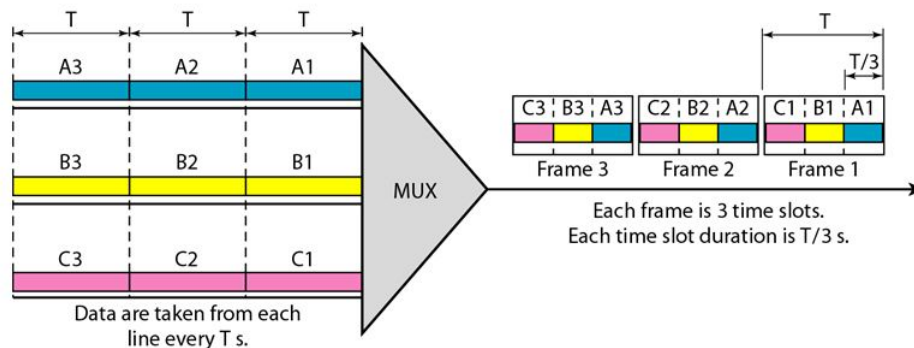 T T T
A3 A2 A1
B3 B2 B1
C3 C2 C1
Data are taken from each
line every T s.
MUX
T
T/3
C3 B3 A3 C2 B2 A2 C1 B1 A1
Frame 3 Frame 2 Frame 1
Each frame is 3 time slots.
Each time slot duration is T/3 s.